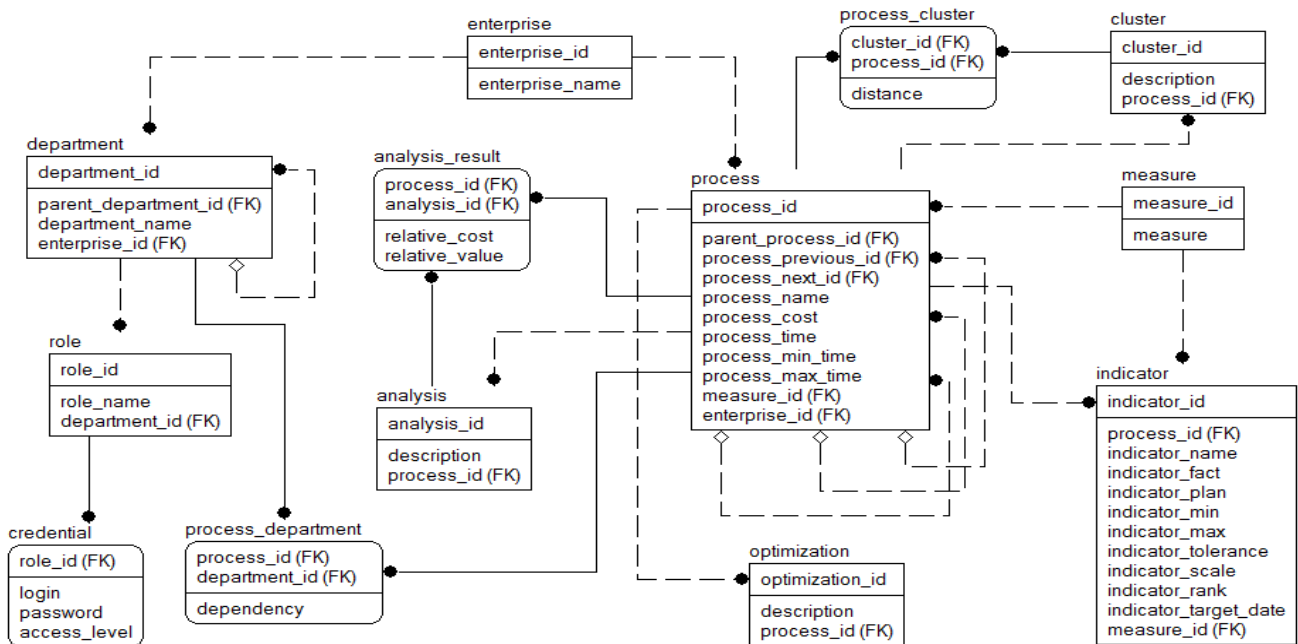 enterprise
enterprise_id
enterprise_name
process_cluster
cluster_id (FK)
process_id (FK)
distance
cluster
cluster_id
description
process_id (FK)
department
department_id
parent_department_id (FK)
department_name
enterprise_id (FK)
analysis_result
process_id (FK)
analysis_id (FK)
relative_cost
relative_value
process
process_id
parent_process_id (FK)
process_previous_id (FK)
process_next_id (FK)
process_name
process_cost
process_time
process_min_time
process_max_time
measure_id (FK)
enterprise_id (FK)
measure
measure_id
measure
role
role_id
role_name
department_id (FK)
analysis
analysis_id
description
process_id (FK)
indicator
indicator_id
process_id (FK)
indicator_name
indicator_fact
indicator_plan
indicator_min
indicator_max
indicator_tolerance
indicator_scale
indicator_rank
indicator_target_date
measure_id (FK)
credential
role_id (FK)
login
password
access_level
process_department
process_id (FK)
department_id (FK)
dependency
optimization
optimization_id
description
process_id (FK)